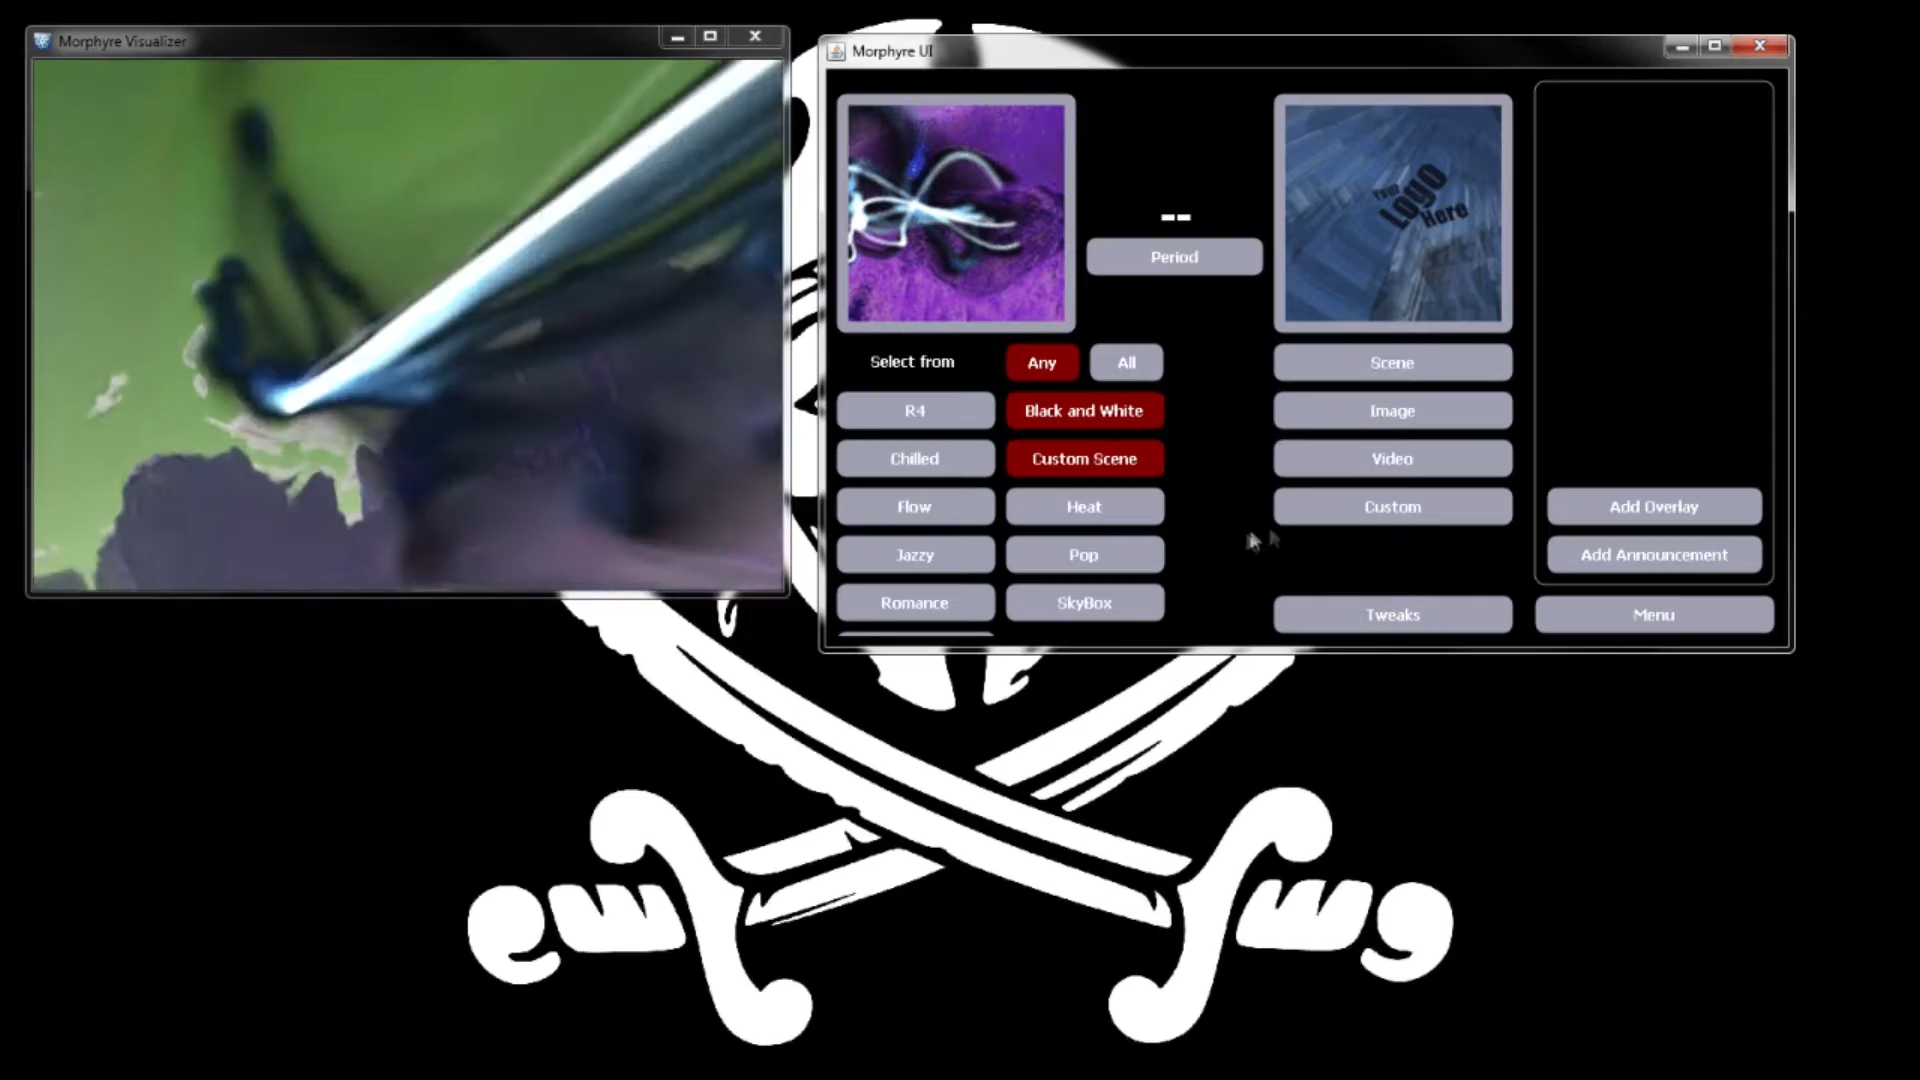 Morphyre Visualizer
Morphyre UI
Your
Logo
Here
--
Period
Select from
Any
All
Scene
R4
Black and White
Image
Chilled
Custom Scene
Video
Flow
Heat
Custom
Add Overlay
Jazzy
Pop
Add Announcement
Romance
SkyBox
Tweaks
Menu